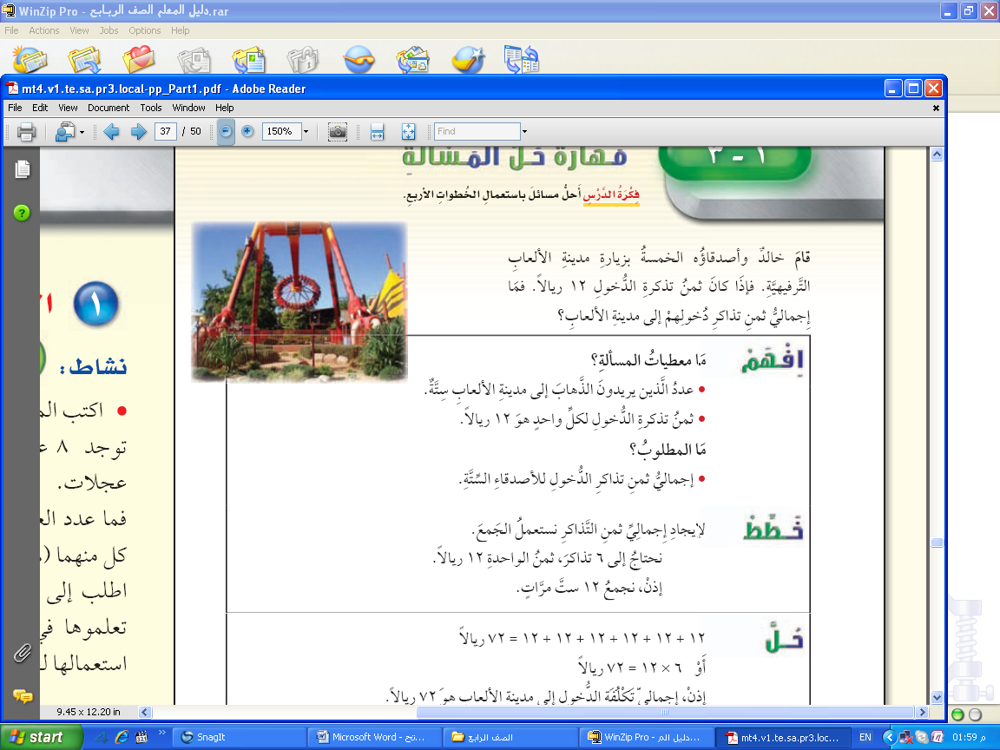 WinZip Pro - دليل المعلم الصف الربابع.rar
File Actions View Jobs Options Help
mt4.v1.te.sa.pr3.local-pp_Part1.pdf - Adobe Reader
File Edit View Document Tools Window Help
37 / 50 150% Find
١ - ٣
مَهارَةُ حَلِّ المَسْأَلَةِ
فِكْرَةُ الدَّرْسِ أَحلُّ مسائلَ باستعمالِ الخُطواتِ الأربعِ.
قامَ خالدٌ وأصدقاؤُه الخمسةُ بزيارةِ مدينةِ الألعابِ
التَّرفيهيَّةِ. فإذَا كانَ ثمنُ تذكرةِ الدُّخولِ ١٢ ريالاً. فمَا
إجماليُّ ثمنِ تذاكرِ دُخولِهمْ إلى مدينةِ الألعابِ؟
اِفْهَمْ
مَا معطياتُ المسألةِ؟
• عددُ الَّذين يريدونَ الذَّهابَ إلى مدينةِ الألعابِ سِتَّةٌ.
• ثمنُ تذكرةِ الدُّخولِ لكلِّ واحدٍ هوَ ١٢ ريالاً.
مَا المطلوبُ؟
• إجماليُّ ثمنِ تذاكرِ الدُّخولِ للأصدقاءِ السِّتَّةِ.
خَطِّطْ
لإيجادِ إجماليِّ ثمنِ التَّذاكرِ نستعملُ الجَمعَ.
نحتاجُ إلى ٦ تذاكرَ، ثمنُ الواحدةِ ١٢ ريالاً.
إذنْ، نجمعُ ١٢ ستَّ مرَّاتٍ.
حُلَّ
١٢ + ١٢ + ١٢ + ١٢ + ١٢ + ١٢ = ٧٢ ريالاً
أَوْ ٦ × ١٢ = ٧٢ ريالاً
إذنْ، إجماليّ تَكْلُفَة الدُّخولِ إلى مدينة الألعاب هوَ ٧٢ ريالاً.
١
نشاط:
• اكتب
توجد ٨
عجلات.
فما عدد
كل منهما
اطلب إلى
تعلموها
استعمالها
9.45 x 12.20 in
start
SnagIt
Microsoft Word - ...
الصف الرابع
WinZip Pro - ...دليل الم
mt4.v1.te.sa.pr3.loc...
EN
01:59 م